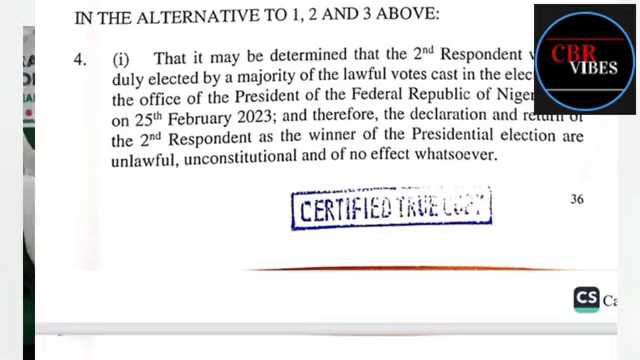 IN THE ALTERNATIVE TO 1, 2 AND 3 ABOVE:
4. (i) That it may be determined that the 2nd Respondent
duly elected by a majority of the lawful votes cast in the
the office of the President of the Federal Republic of
on 25th February 2023; and therefore, the declaration and return of
the 2nd Respondent as the winner of the Presidential election are
unlawful, unconstitutional and of no effect whatsoever.
CERTIFIED TRUE COPY
36
CS
CBR
VIBES